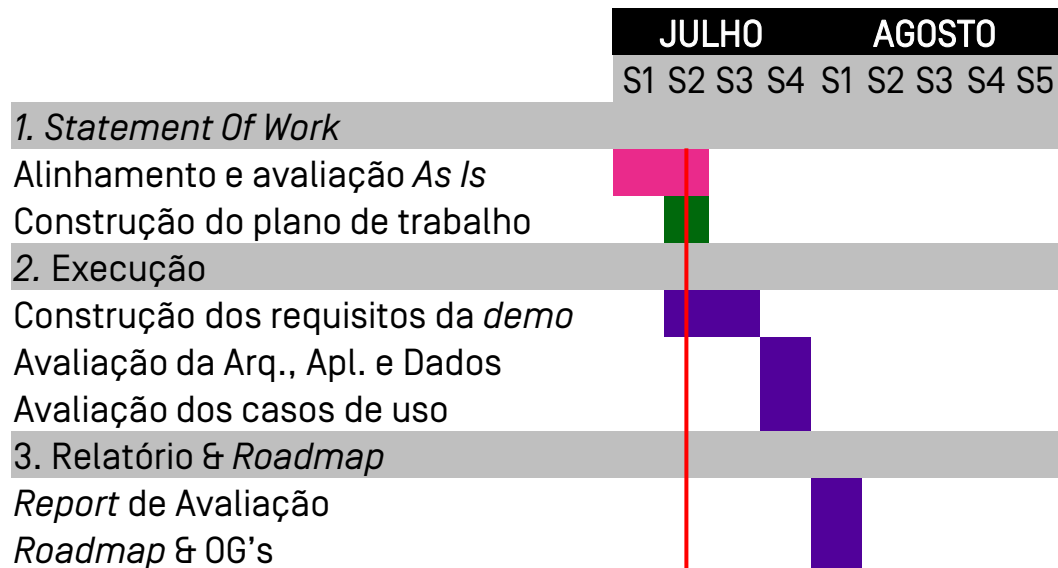 JULHO AGOSTO
S1 S2 S3 S4 S1 S2 S3 S4 S5
1. Statement Of Work
Alinhamento e avaliação As Is
Construção do plano de trabalho
2. Execução
Construção dos requisitos da demo
Avaliação da Arq., Apl. e Dados
Avaliação dos casos de uso
3. Relatório & Roadmap
Report de Avaliação
Roadmap & OG's